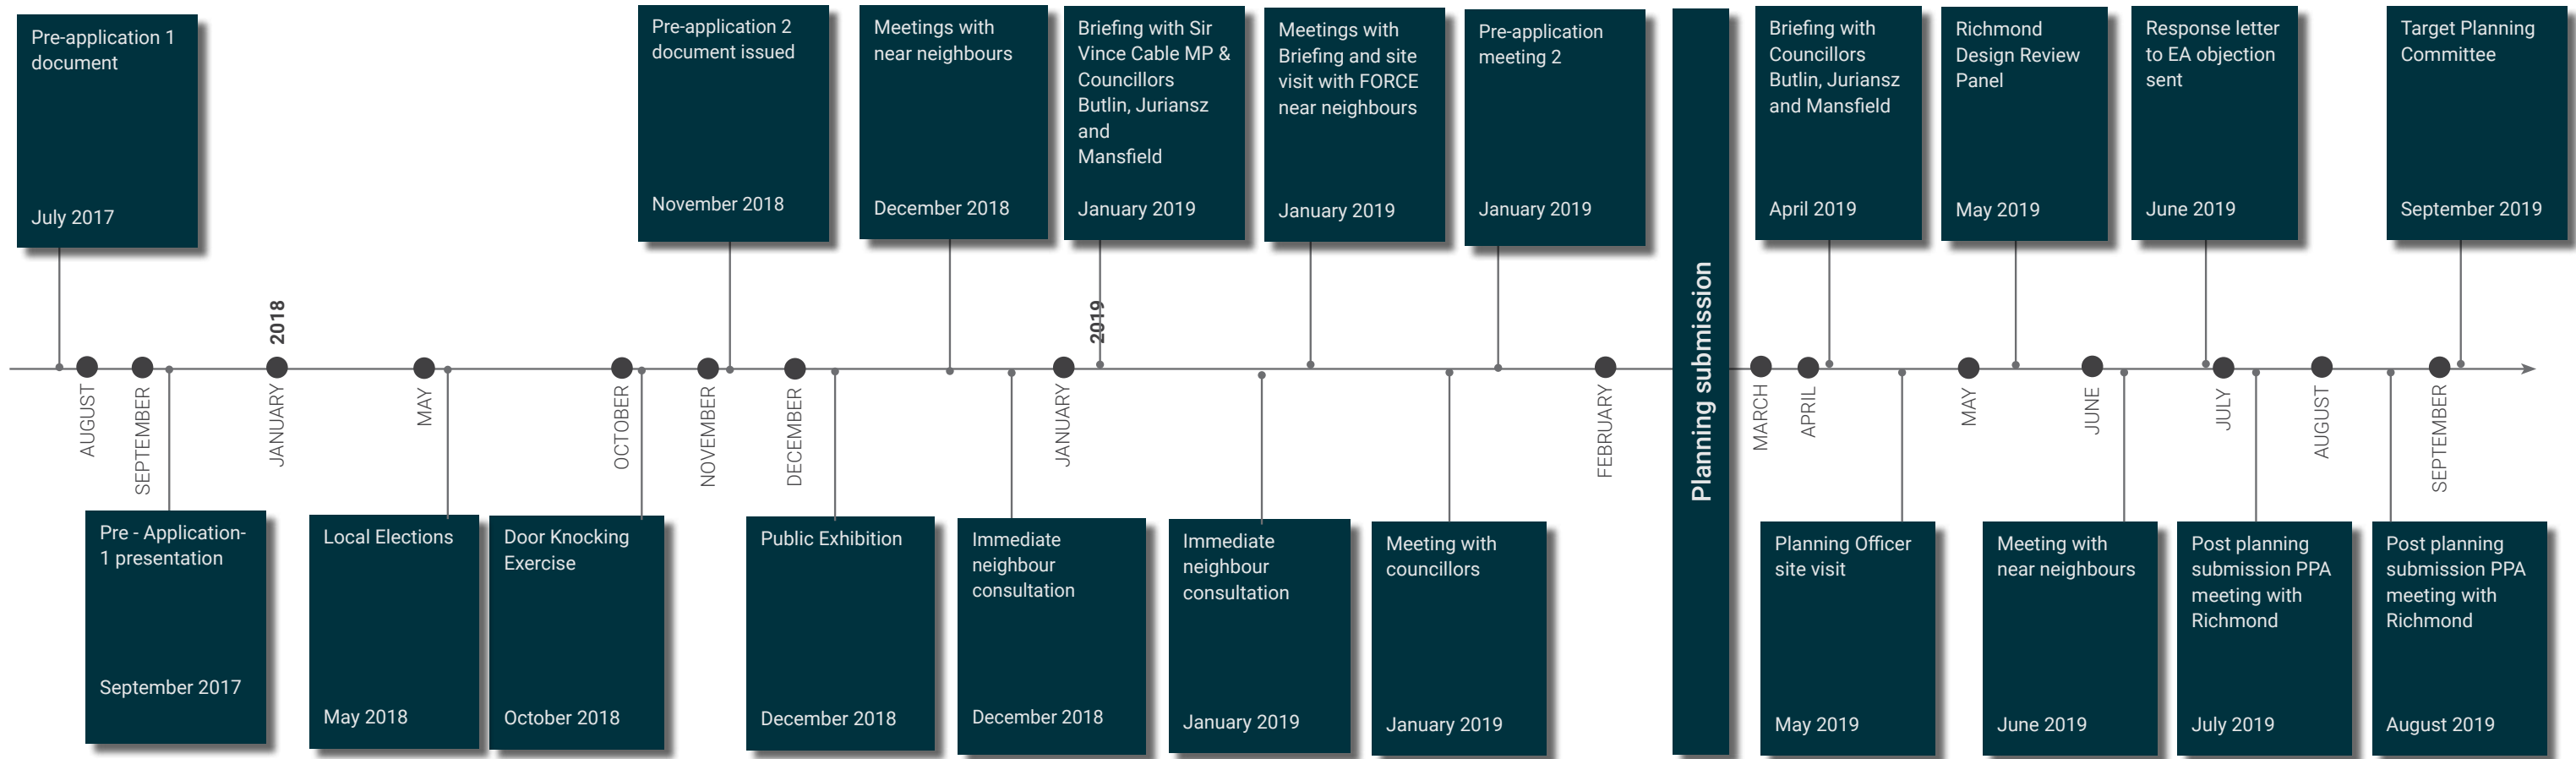 Pre-application 1
document
July 2017
Pre-application 2
document issued
November 2018
Meetings with
near neighbours
December 2018
Briefing with Sir
Vince Cable MP &
Councillors
Butlin, Juriansz
and
Mansfield
January 2019
Meetings with
Briefing and site
visit with FORCE
near neighbours
January 2019
Pre-application
meeting 2
January 2019
Planning submission
Briefing with
Councillors
Butlin, Juriansz
and Mansfield
April 2019
Richmond
Design Review
Panel
May 2019
Response letter
to EA objection
sent
June 2019
Target Planning
Committee
September 2019
2018
2019
AUGUST
SEPTEMBER
JANUARY
MAY
OCTOBER
NOVEMBER
DECEMBER
JANUARY
FEBRUARY
MARCH
APRIL
MAY
JUNE
JULY
AUGUST
SEPTEMBER
Pre - Application-
1 presentation
September 2017
Local Elections
May 2018
Door Knocking
Exercise
October 2018
Public Exhibition
December 2018
Immediate
neighbour
consultation
December 2018
Immediate
neighbour
consultation
January 2019
Meeting with
councillors
January 2019
Planning Officer
site visit
May 2019
Meeting with
near neighbours
June 2019
Post planning
submission PPA
meeting with
Richmond
July 2019
Post planning
submission PPA
meeting with
Richmond
August 2019